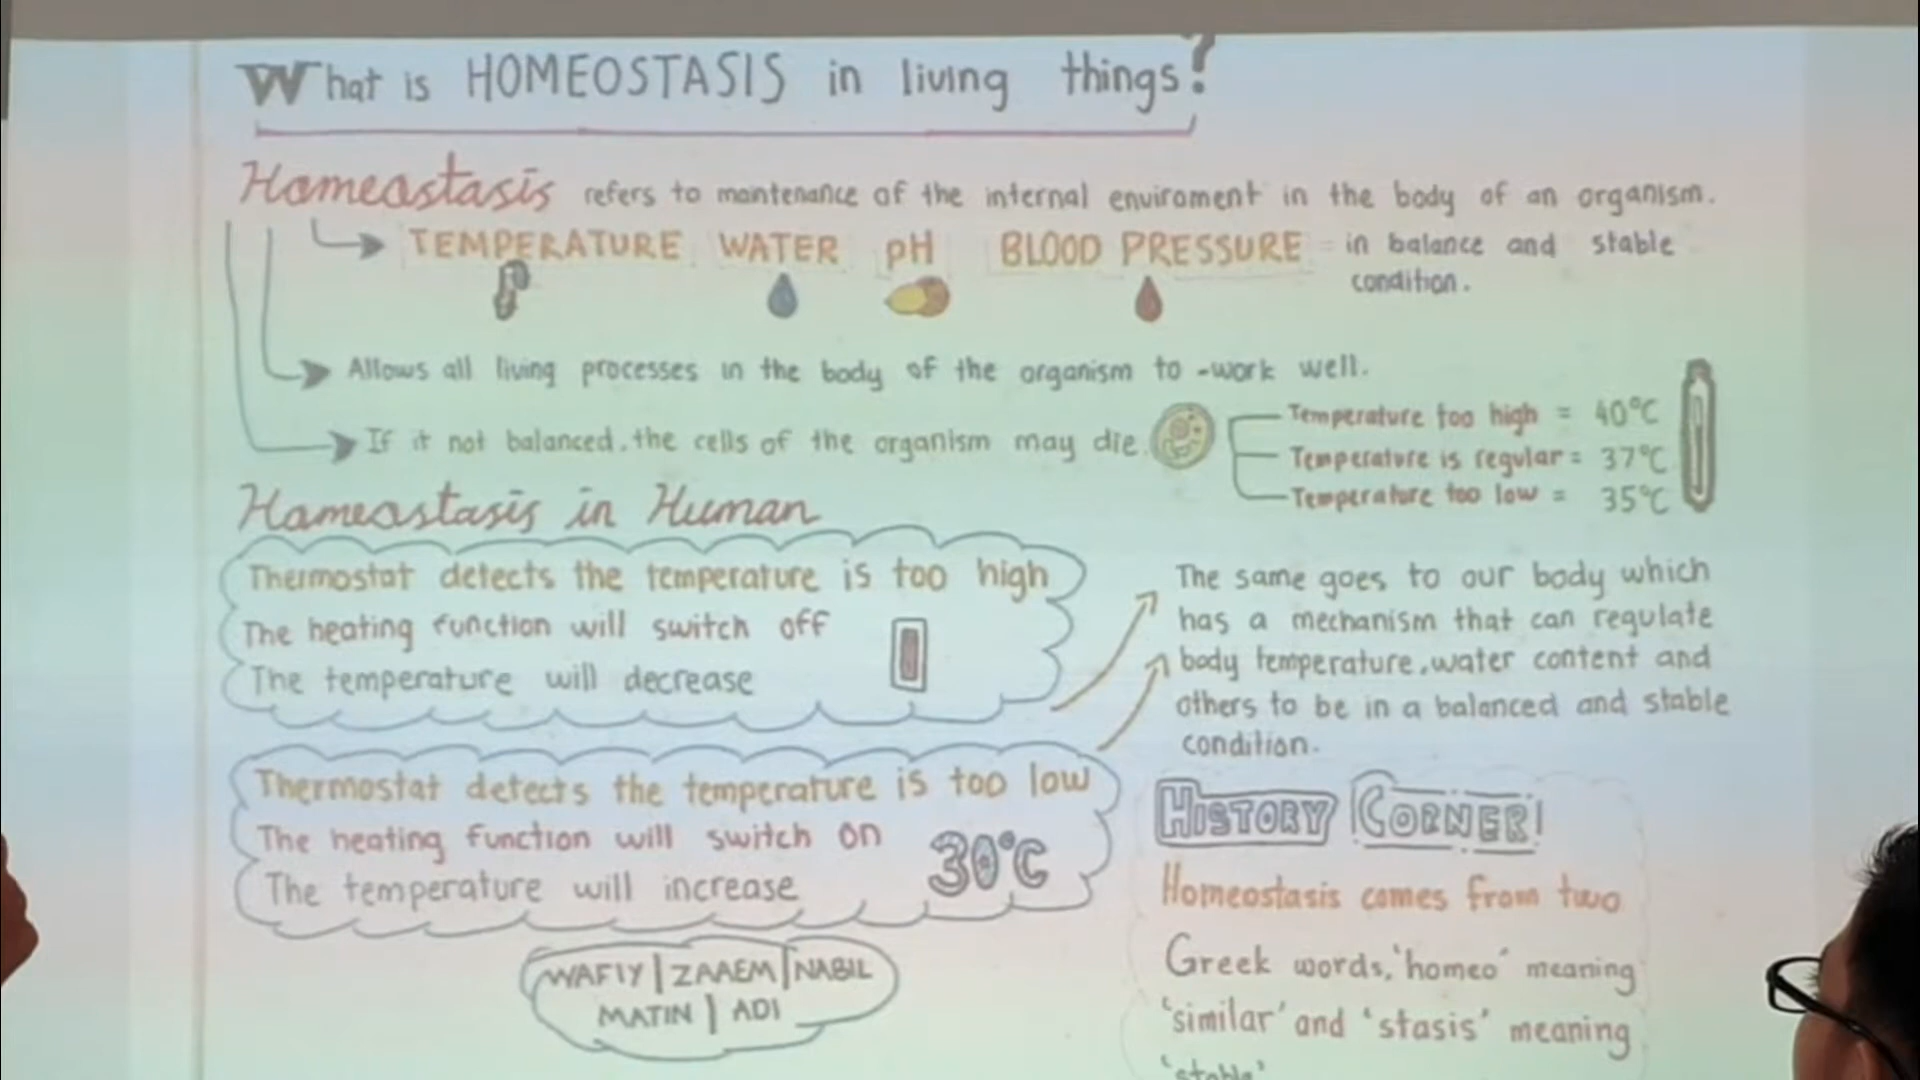 What is HOMEOSTASIS in living things?
Homeostasis refers to maintenance of the internal enviroment in the body of an organism.
TEMPERATURE WATER pH BLOOD PRESSURE = in balance and stable
condition.
Allows all living processes in the body of the organism to -work well.
If it not balanced, the cells of the organism may die.
Temperature too high = 40°C
Temperature is regular = 37°C
Temperature too low = 35°C
Homeostasis in Human
Thermostat detects the temperature is too high
The heating function will switch off
The temperature will decrease
The same goes to our body which
has a mechanism that can regulate
body temperature, water content and
others to be in a balanced and stable
condition.
Thermostat detects the temperature is too low
The heating function will switch on
The temperature will increase
30°C
WAFIY | ZAAEM | NABIL
MATIN | ADI
HISTORY CORNER!
Homeostasis comes from two
Greek words, 'homeo' meaning
'similar' and 'stasis' meaning
'stable'